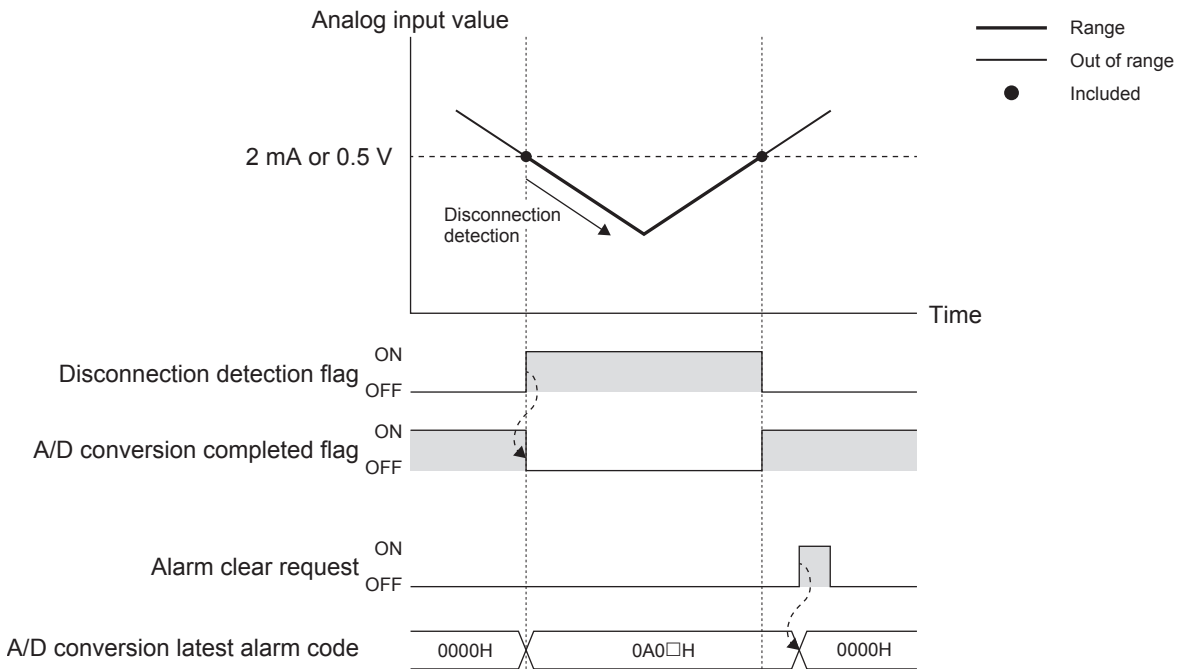 Analog input value
Range
Out of range
Included
2 mA or 0.5 V
Disconnection
detection
Time
ON
Disconnection detection flag
OFF
ON
A/D conversion completed flag
OFF
ON
Alarm clear request
OFF
A/D conversion latest alarm code
0000H
0A0□H
0000H